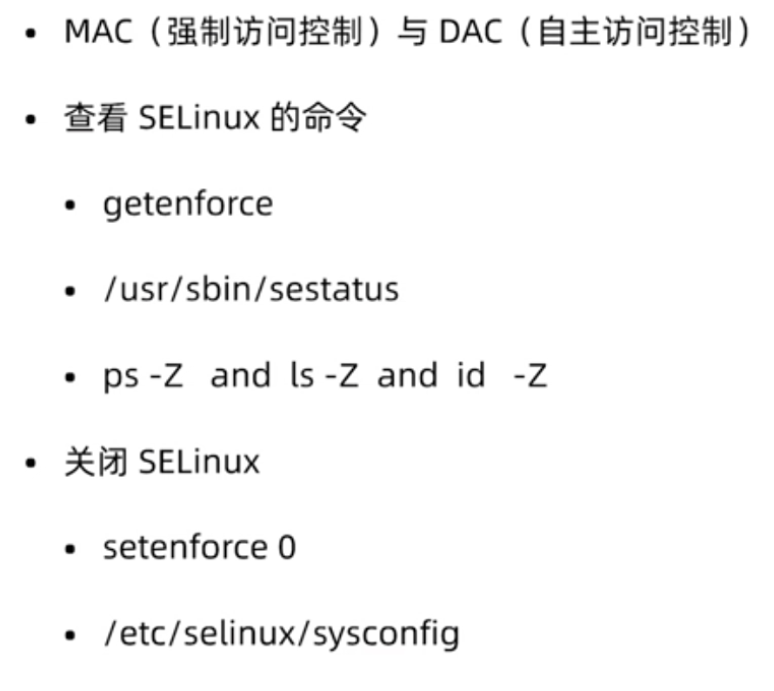 • MAC（强制访问控制）与 DAC（自主访问控制）
• 查看 SELinux 的命令
• getenforce
• /usr/sbin/sestatus
• ps -Z and ls -Z and id -Z
• 关闭 SELinux
• setenforce 0
• /etc/selinux/sysconfig